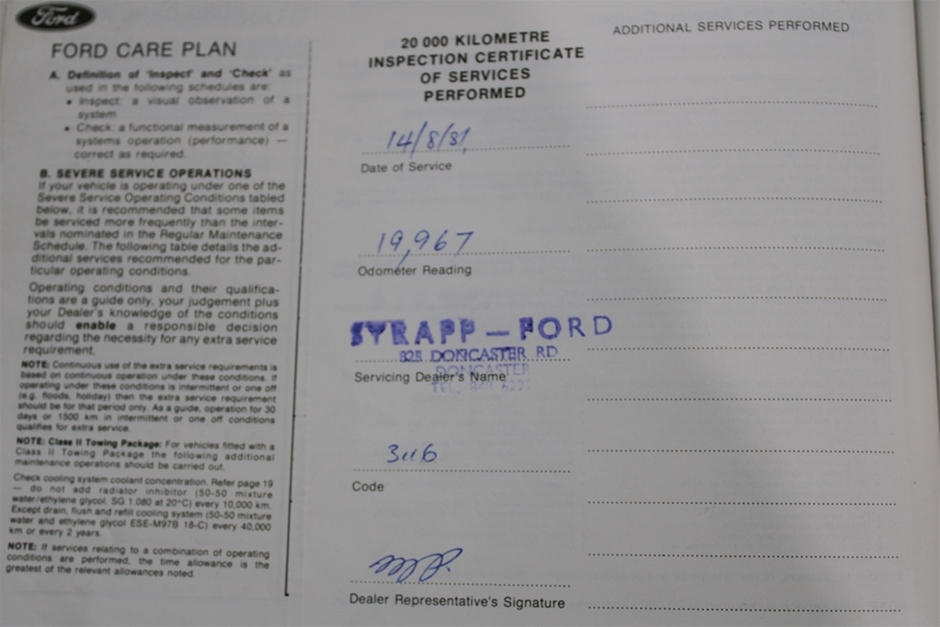 Ford
FORD CARE PLAN
A. Definition of 'Inspect' and 'Check' as
used in the following schedules are:
• Inspect: a visual observation of a
system
• Check: a functional measurement of a
systems operation (performance) —
correct as required.
B. SEVERE SERVICE OPERATIONS
If your vehicle is operating under one of the
Severe Service Operating Conditions tabled
below, it is recommended that some items
be serviced more frequently than the inter-
vals nominated in the Regular Maintenance
Schedule. The following table details the ad-
ditional services recommended for the par-
ticular operating conditions.
Operating conditions and their qualifica-
tions are a guide only, your judgement plus
your Dealer's knowledge of the conditions
should enable a responsible decision
regarding the necessity for any extra service
requirement.
NOTE: Continuous use of the extra service requirements is
based on continuous operation under these conditions. If
operating under these conditions is intermittent or one off
(e.g. floods, holiday) then the extra service requirement
should be for that period only. As a guide, operation for 30
days or 1500 km in intermittent or one off conditions
qualifies for extra service.
NOTE: Class II Towing Package: For vehicles fitted with a
Class II Towing Package the following additional
maintenance operations should be carried out.
Check cooling system coolant concentration. Refer page 19
— do not add radiator inhibitor (50-50 mixture
water/ethylene glycol. SG 1.080 at 20°C) every 10,000 km.
Except drain, flush and refill cooling system (50-50 mixture
water and ethylene glycol ESE-M97B 18-C) every 40,000
km or every 2 years.
NOTE: If services relating to a combination of operating
conditions are performed, the time allowance is the
greatest of the relevant allowances noted.
20 000 KILOMETRE
INSPECTION CERTIFICATE
OF SERVICES
PERFORMED
14/8/81
Date of Service
19,967
Odometer Reading
SYRAPP — FORD
DONCASTER RD
DONCASTER
TEL.
Servicing Dealer's Name
Code
Dealer Representative's Signature
ADDITIONAL SERVICES PERFORMED